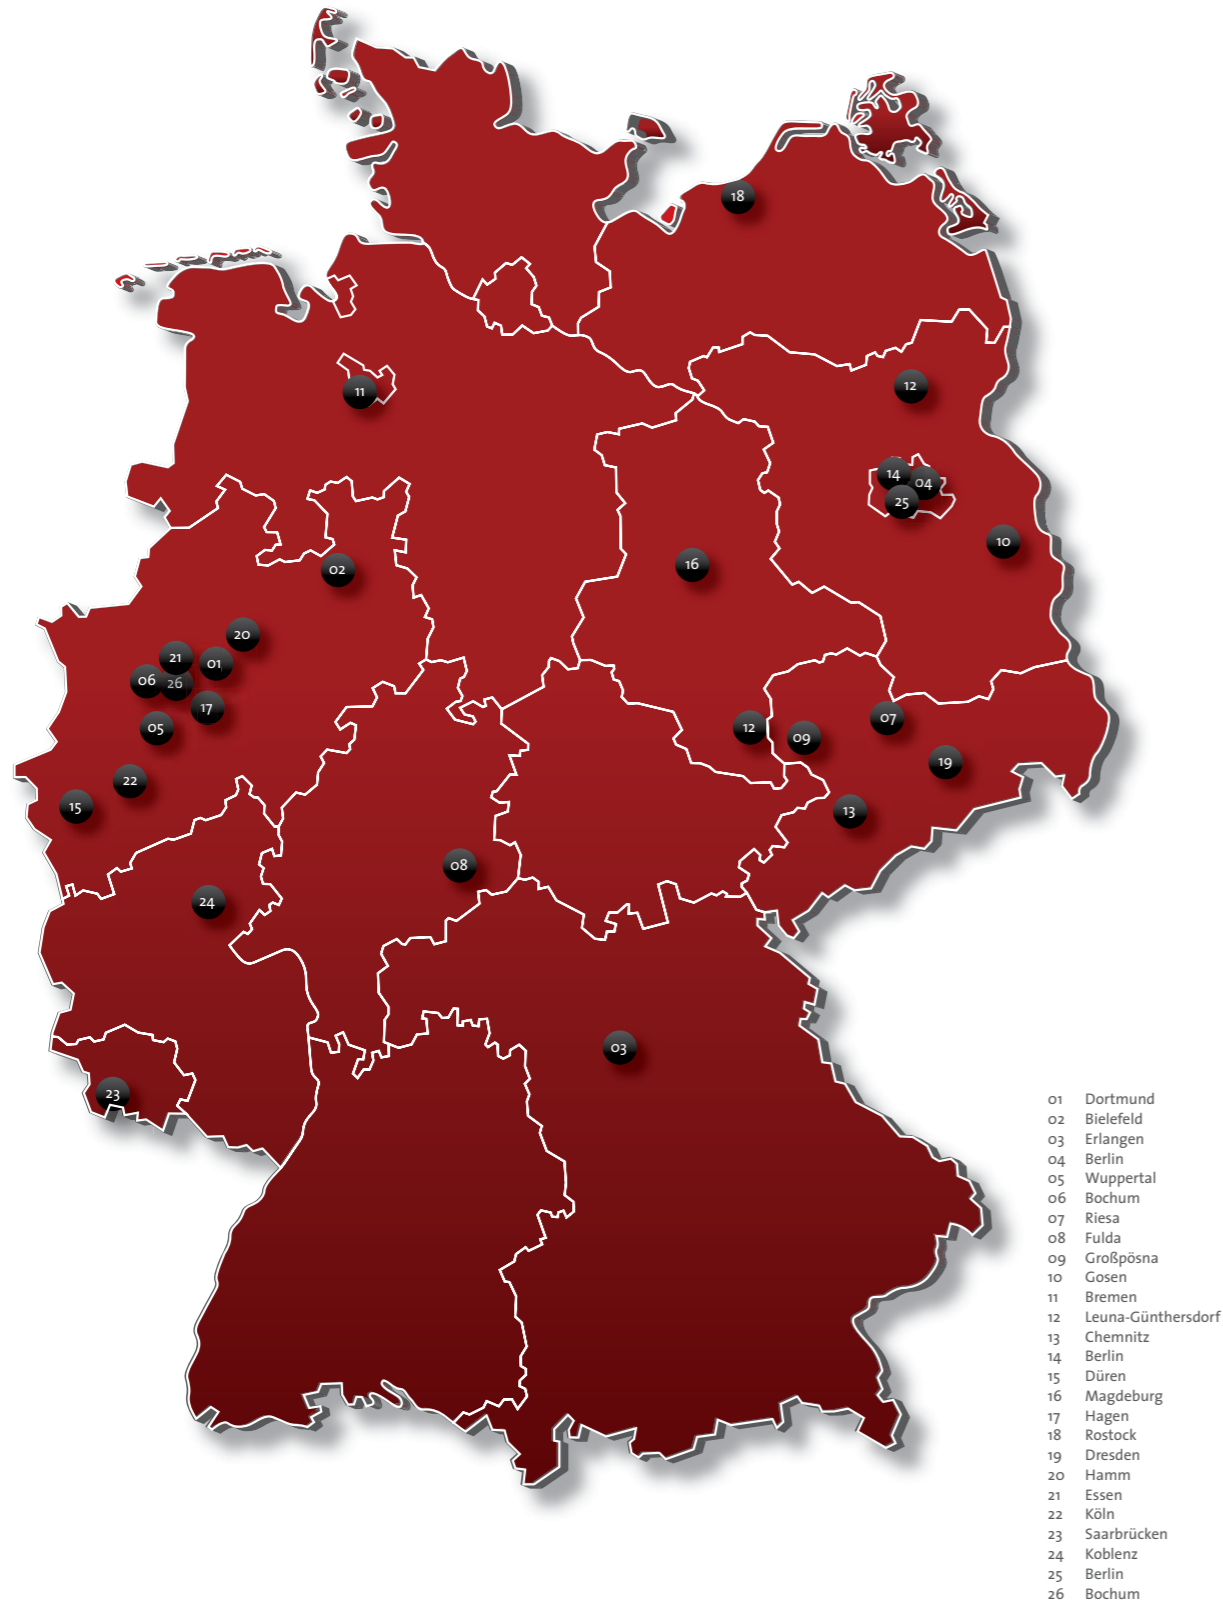 18
11
12
14
04
25
10
02
16
20
21
01
06
26
17
05
12
09
07
19
22
15
13
08
24
03
23
01 Dortmund
02 Bielefeld
03 Erlangen
04 Berlin
05 Wuppertal
06 Bochum
07 Riesa
08 Fulda
09 Großpösna
10 Gosen
11 Bremen
12 Leuna-Günthersdorf
13 Chemnitz
14 Berlin
15 Düren
16 Magdeburg
17 Hagen
18 Rostock
19 Dresden
20 Hamm
21 Essen
22 Köln
23 Saarbrücken
24 Koblenz
25 Berlin
26 Bochum